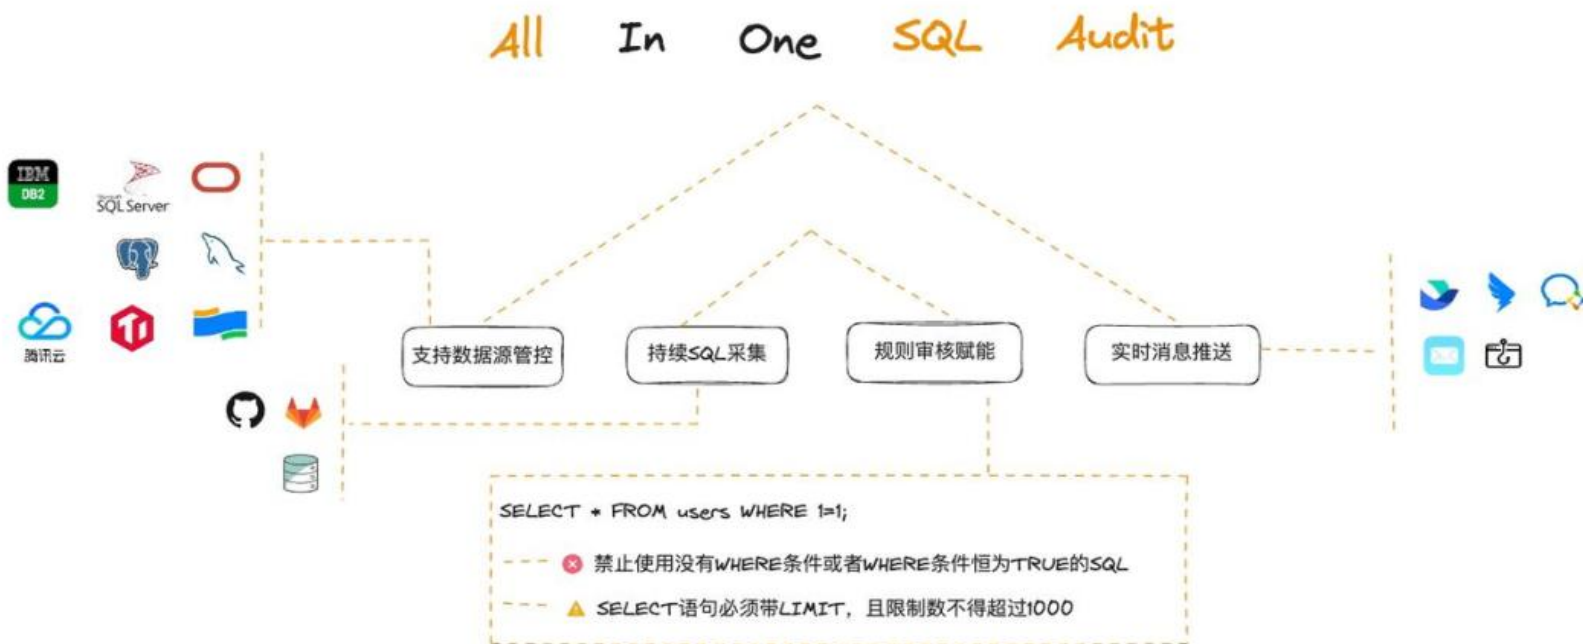 All In One SQL Audit
IBM
DB2
Microsoft
SQL Server
腾讯云
支持数据源管控
持续SQL采集
规则审核赋能
实时消息推送
SELECT * FROM users WHERE 1=1;
禁止使用没有WHERE条件或者WHERE条件恒为TRUE的SQL
SELECT语句必须带LIMIT，且限制数不得超过1000